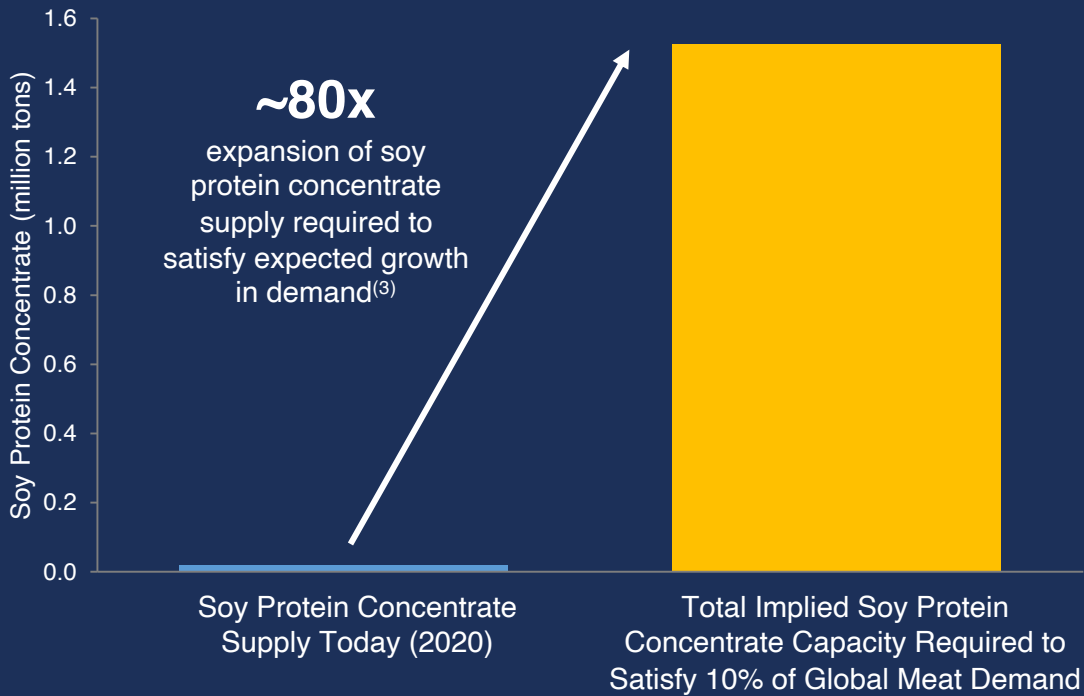 Soy Protein Concentrate (million tons)
1.6
1.4
1.2
1.0
0.8
0.6
0.4
0.2
0.0
~80x
expansion of soy
protein concentrate
supply required to
satisfy expected growth
in demand(3)
Soy Protein Concentrate
Supply Today (2020)
Total Implied Soy Protein
Concentrate Capacity Required to
Satisfy 10% of Global Meat Demand